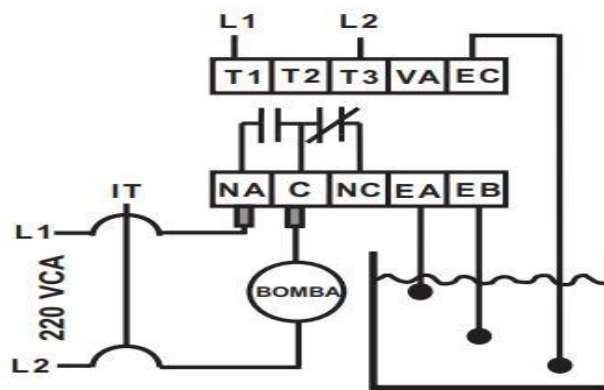 L1 L2
T1 T2 T3 VA EC
NA C NC EA EB
IT
L1
220 VCA
BOMBA
L2